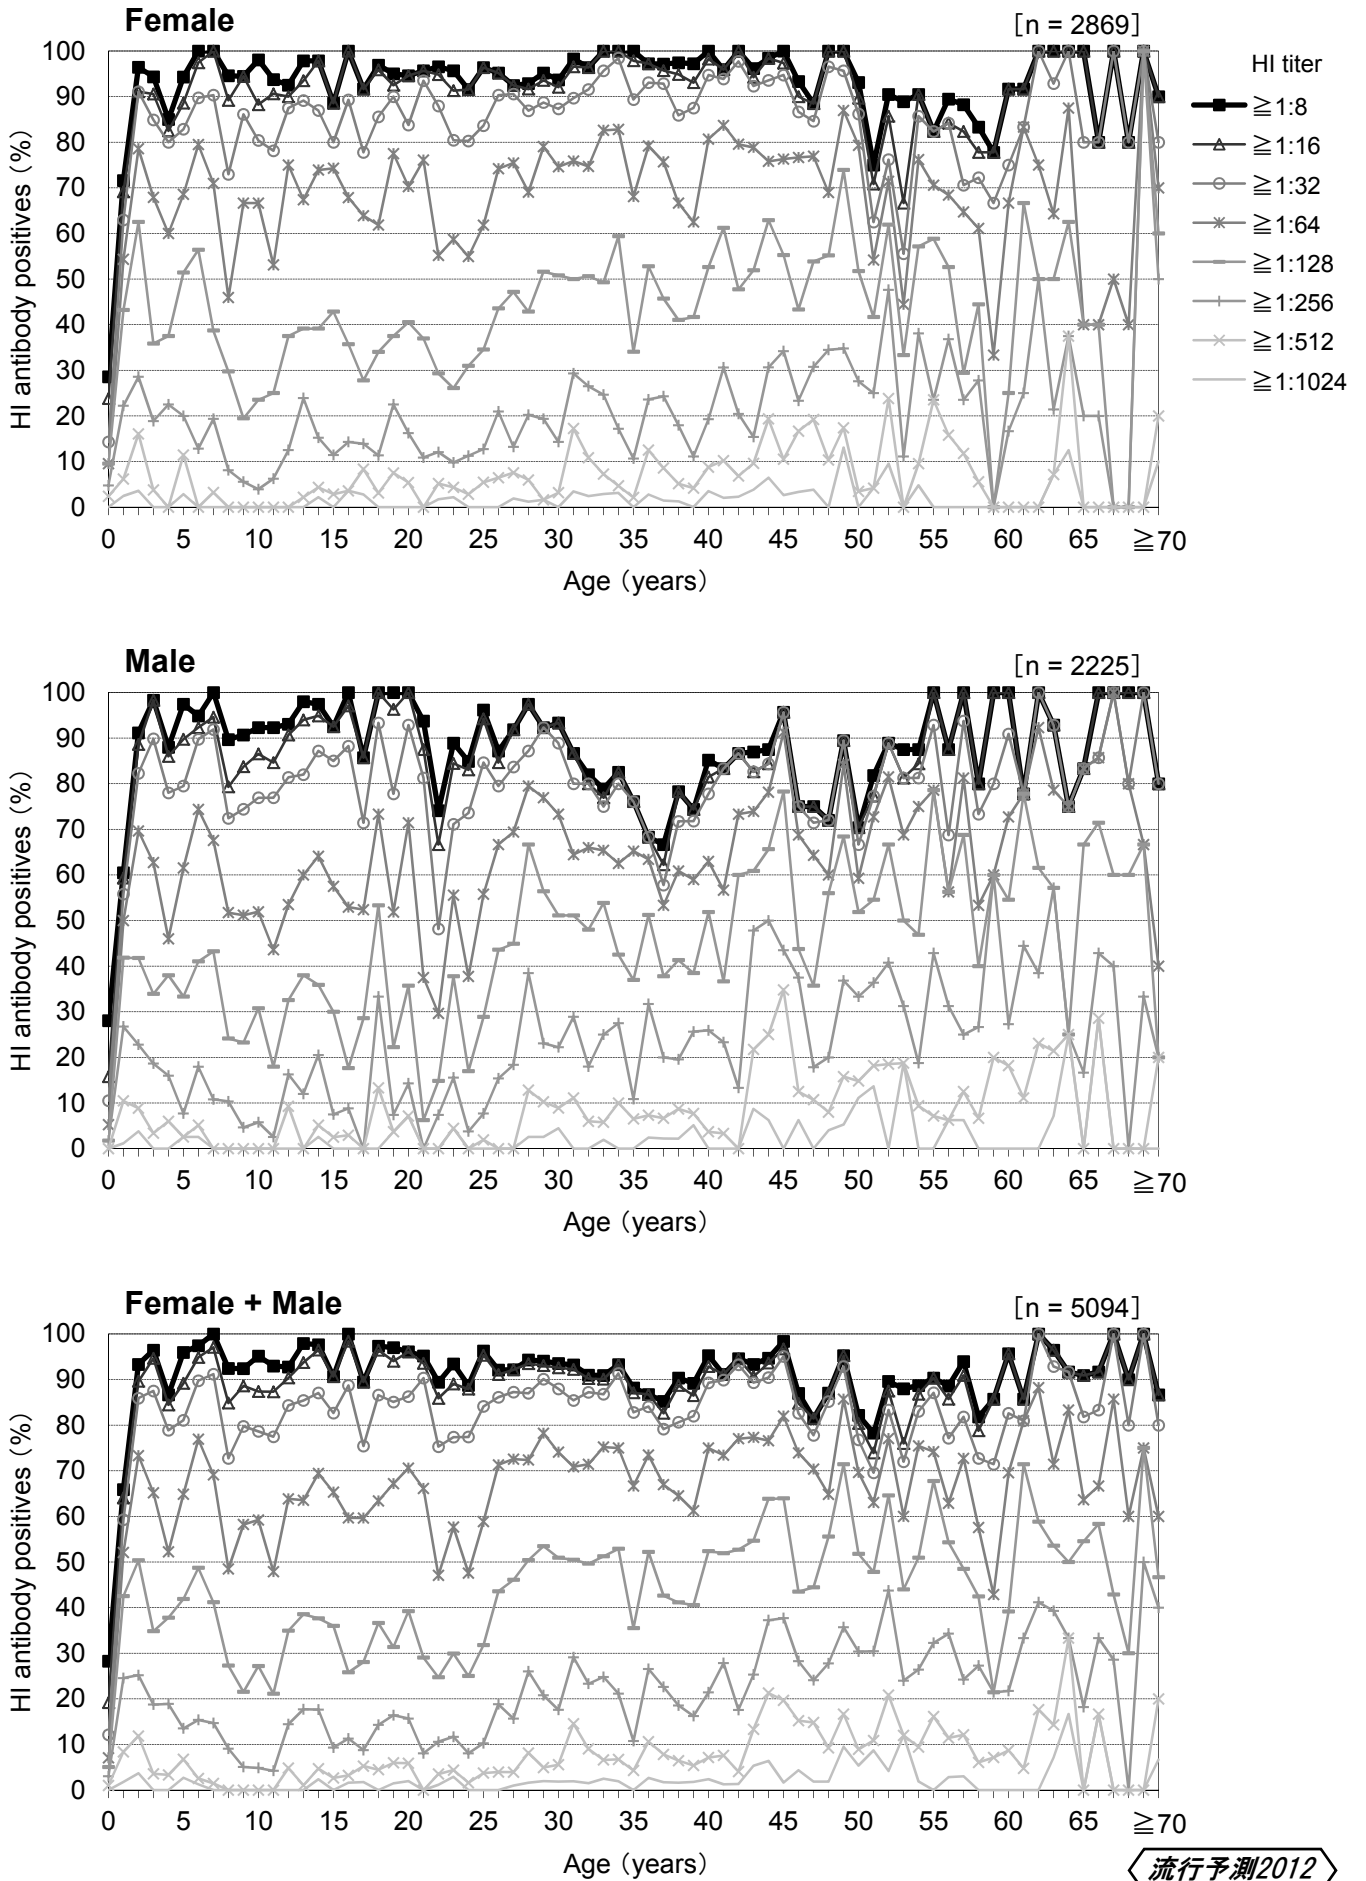 Female
[n = 2869]
HI titer
≧1:8
≧1:16
≧1:32
≧1:64
≧1:128
≧1:256
≧1:512
≧1:1024
HI antibody positives (%)
100
90
80
70
60
50
40
30
20
10
0
0 5 10 15 20 25 30 35 40 45 50 55 60 65 ≧70
Age (years)
Male
[n = 2225]
HI antibody positives (%)
100
90
80
70
60
50
40
30
20
10
0
0 5 10 15 20 25 30 35 40 45 50 55 60 65 ≧70
Age (years)
Female + Male
[n = 5094]
HI antibody positives (%)
100
90
80
70
60
50
40
30
20
10
0
0 5 10 15 20 25 30 35 40 45 50 55 60 65 ≧70
Age (years)
流行予測2012